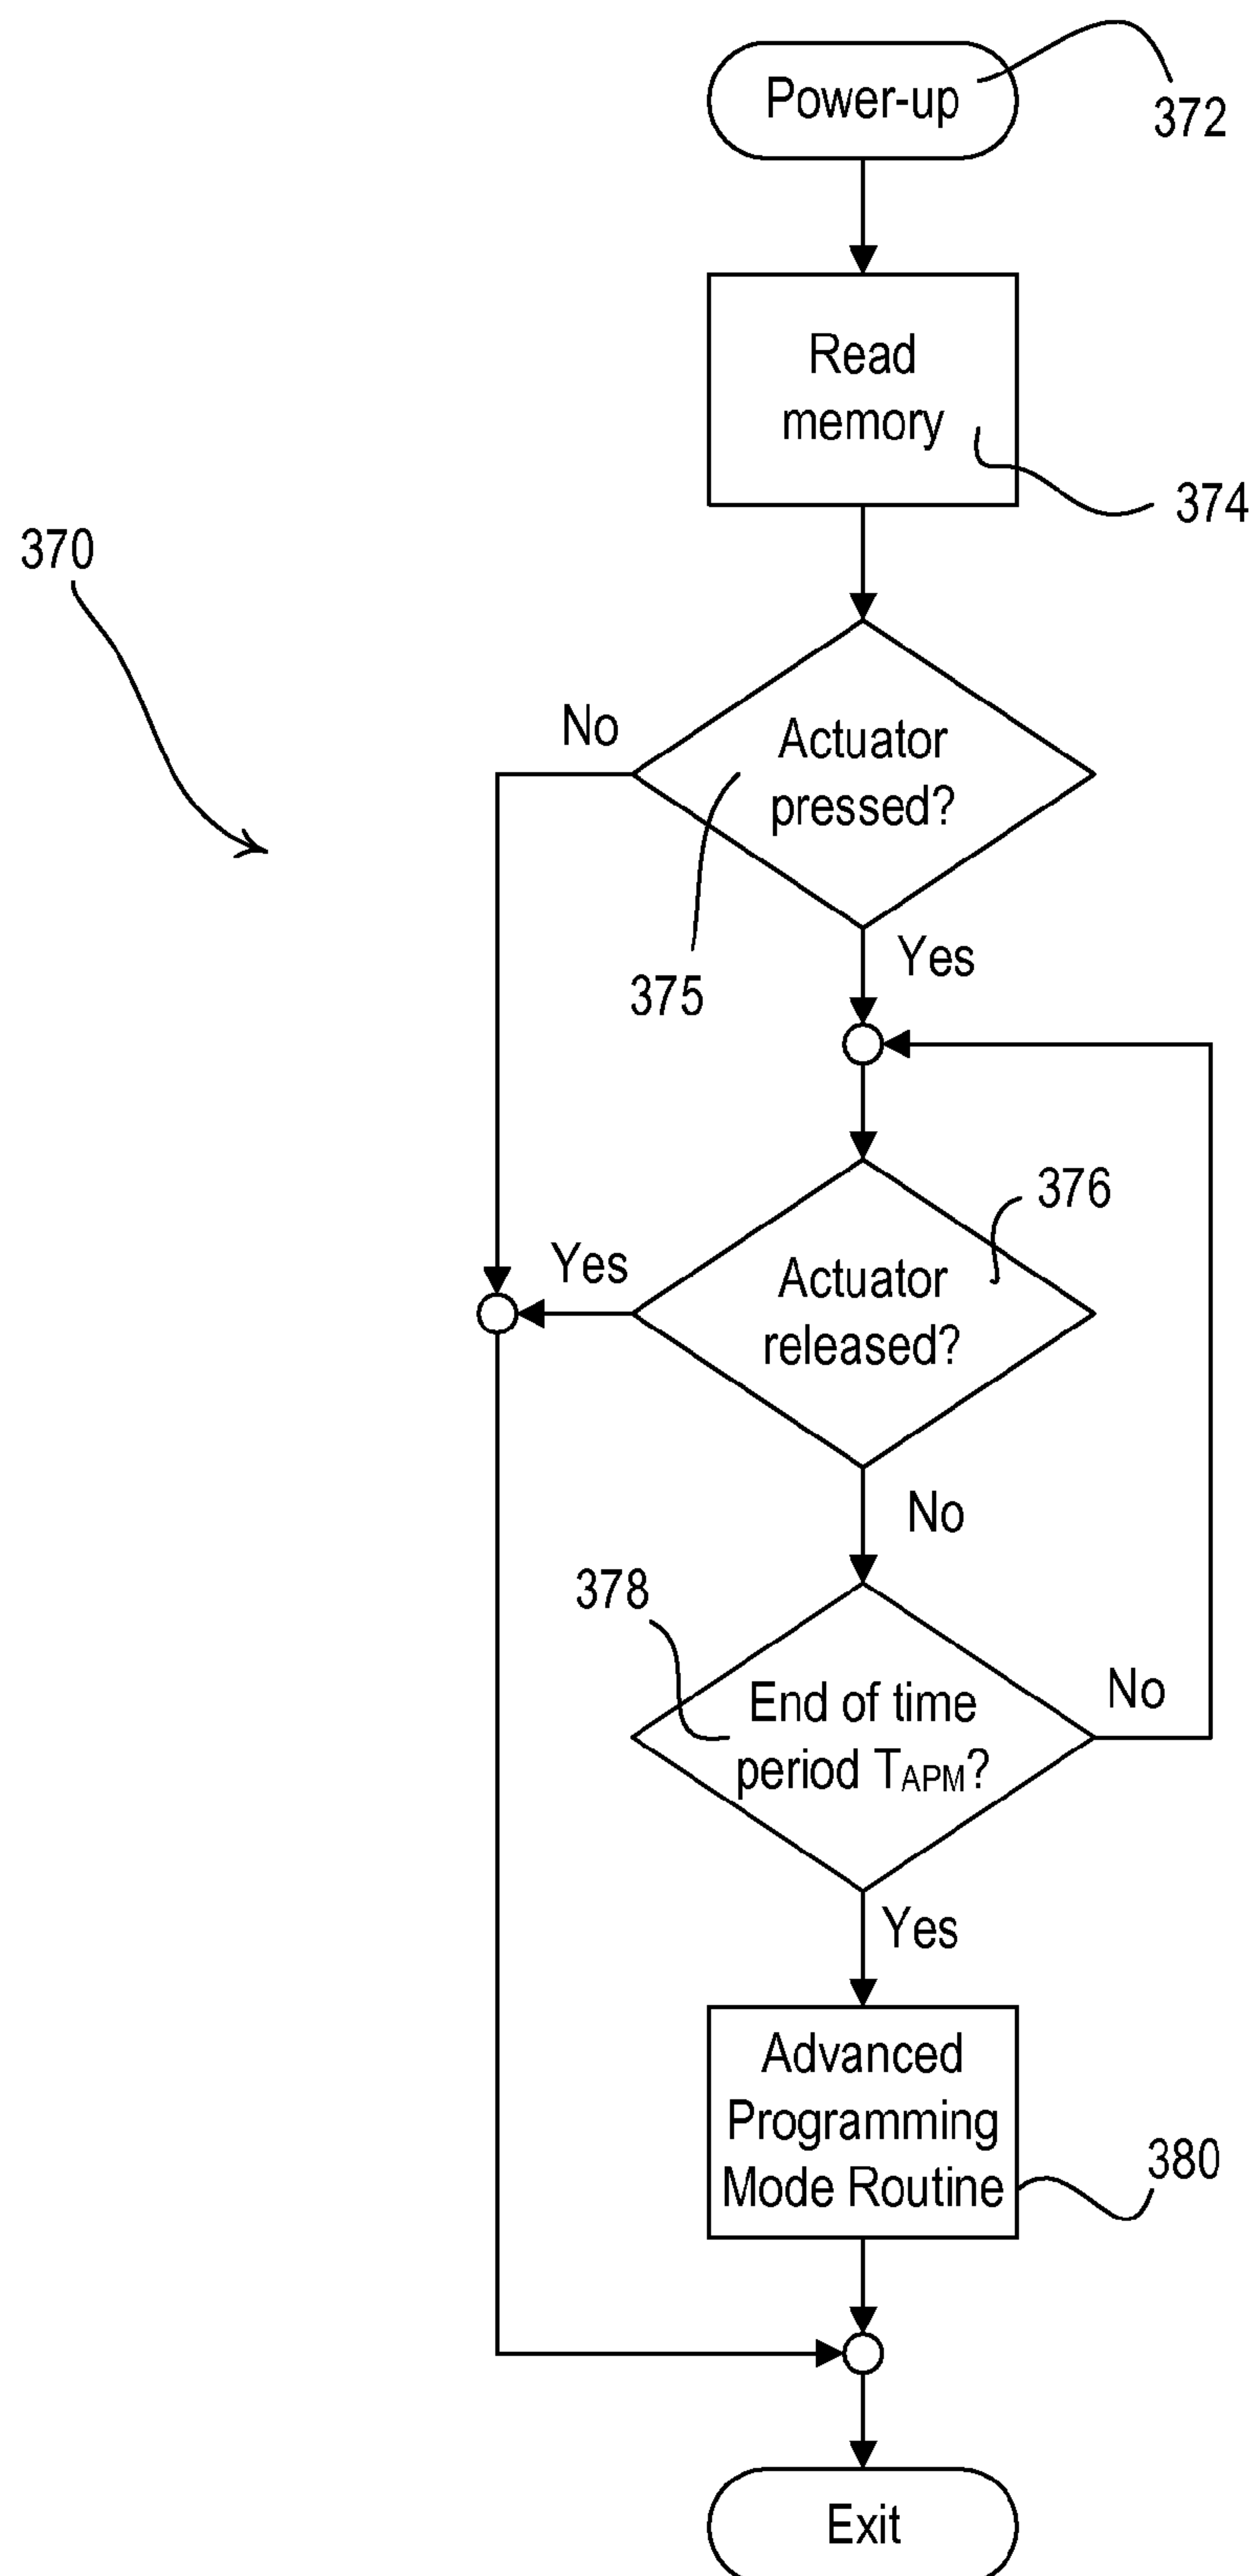 Power-up
372
Read
memory
374
370
No
Actuator
pressed?
375
Yes
376
Yes
Actuator
released?
No
378
End of time
period TAPM?
No
Yes
Advanced
Programming
Mode Routine
380
Exit